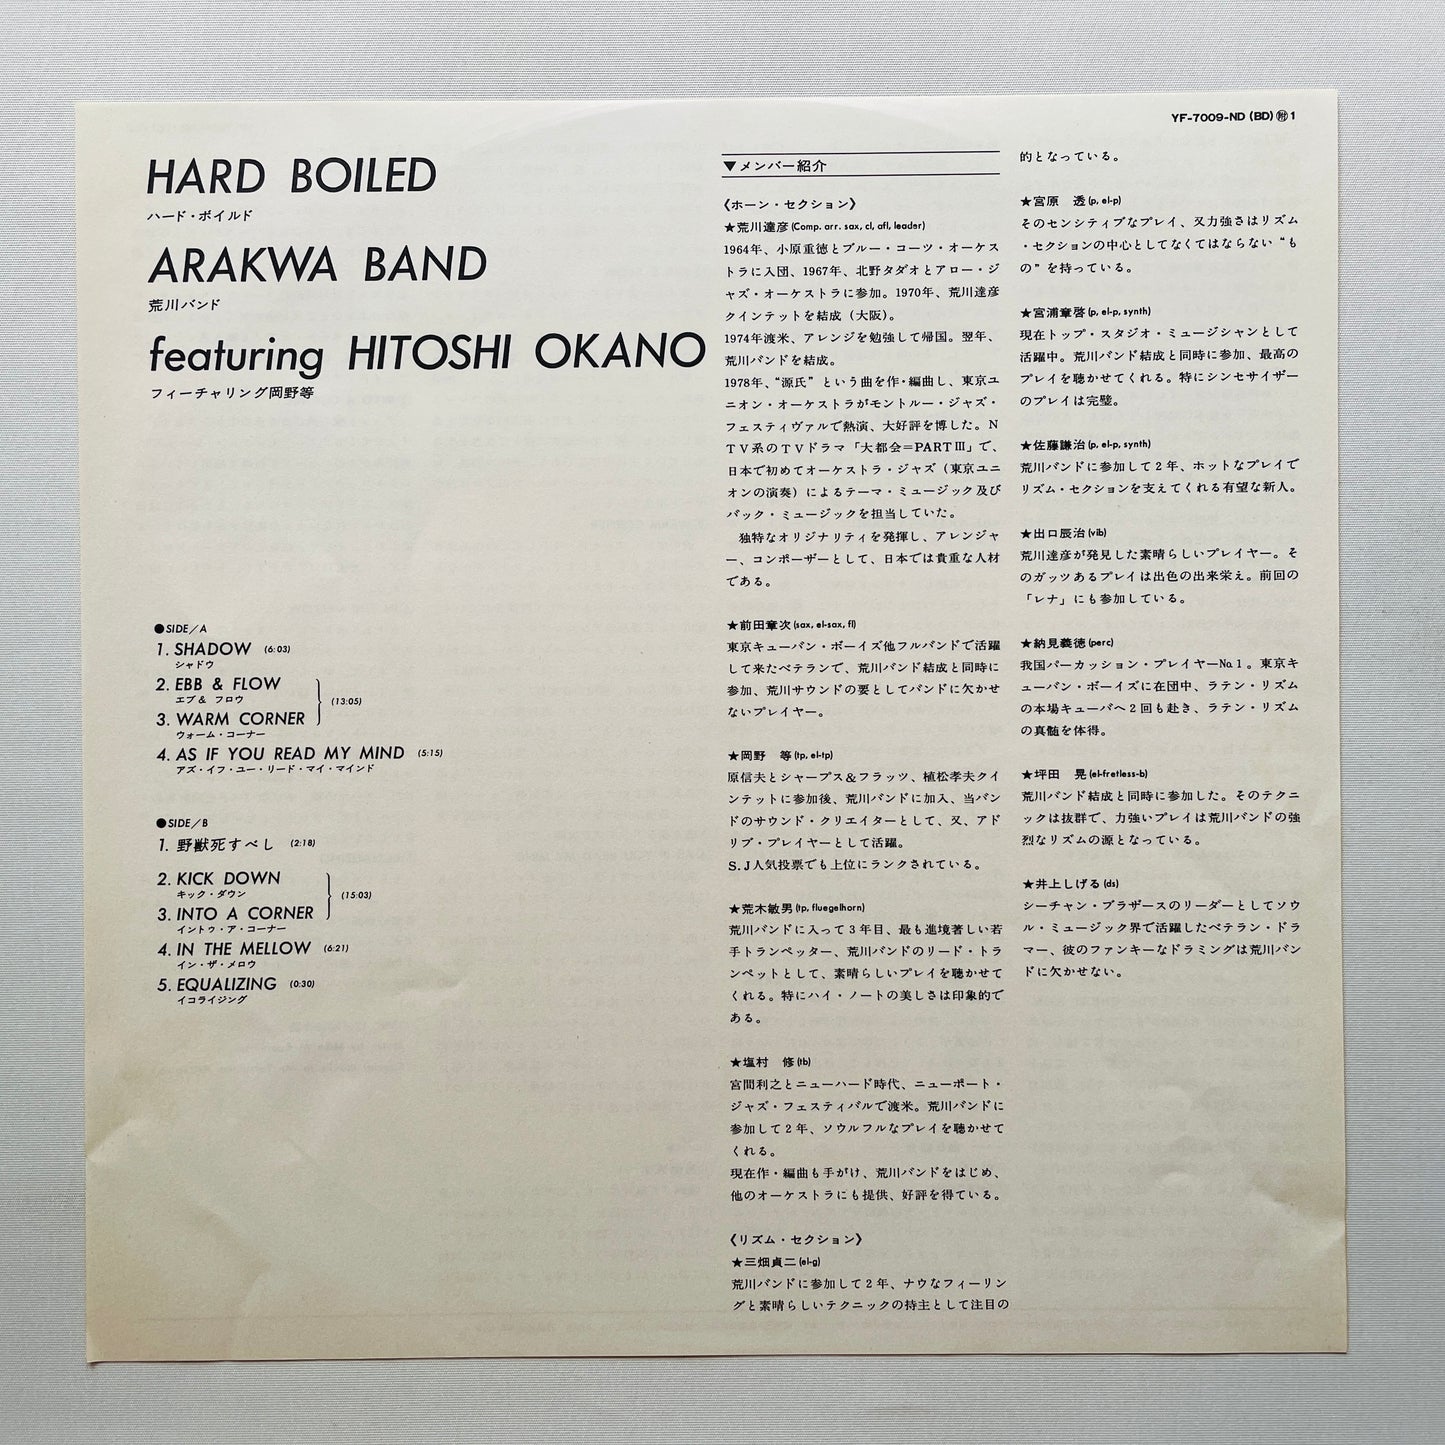 YF-7009-ND (BD) ㊑ 1
HARD BOILED
ハード・ボイルド
ARAKWA BAND
荒川バンド
featuring HITOSHI OKANO
フィーチャリング岡野等
●SIDE/A
1. SHADOW (6:03)
シャドウ
2. EBB & FLOW
エブ& フロウ
(13:05)
3. WARM CORNER
ウォーム・コーナー
4. AS IF YOU READ MY MIND (5:15)
アズ・イフ・ユー・リード・マイ・マインド
●SIDE/B
1. 野獣死すべし (2:18)
2. KICK DOWN
キック・ダウン
(15:03)
3. INTO A CORNER
イントゥ・ア・コーナー
4. IN THE MELLOW (6:21)
イン・ザ・メロウ
5. EQUALIZING (0:30)
イコライジング
▼メンバー紹介
《ホーン・セクション》
★荒川達彦(Comp. arr. sax, cl, afl, leader)
1964年、小原重徳とブルー・コーツ・オーケス
トラに入団、1967年、北野タダオとアロー・ジ
ャズ・オーケストラに参加。1970年、荒川達彦
クインテットを結成（大阪）。
1974年渡米、アレンジを勉強して帰国。翌年、
荒川バンドを結成。
1978年、“源氏”という曲を作・編曲し、東京ユ
ニオン・オーケストラがモントルー・ジャズ・
フェスティヴァルで熱演、大好評を博した。N
TV系のTVドラマ「大都会=PARTⅢ」で、
日本で初めてオーケストラ・ジャズ（東京ユニ
オンの演奏）によるテーマ・ミュージック及び
バック・ミュージックを担当していた。
　独特なオリジナリティを発揮し、アレンジャ
ー、コンポーザーとして、日本では貴重な人材
である。
★前田章次(sax, el-sax, fl)
東京キューバン・ボーイズ他フルバンドで活躍
して来たベテランで、荒川バンド結成と同時に
参加、荒川サウンドの要としてバンドに欠かせ
ないプレイヤー。
★岡野　等(tp, el-tp)
原信夫とシャープス&フラッツ、植松孝夫クイ
ンテットに参加後、荒川バンドに加入、当バン
ドのサウンド・クリエイターとして、又、アド
リブ・プレイヤーとして活躍。
S.J人気投票でも上位にランクされている。
★荒木敏男(tp, fluegelhorn)
荒川バンドに入って3年目、最も進境著しい若
手トランペッター、荒川バンドのリード・トラ
ンペットとして、素晴らしいプレイを聴かせて
くれる。特にハイ・ノートの美しさは印象的で
ある。
★塩村　修(tb)
宮間利之とニューハード時代、ニューポート・
ジャズ・フェスティバルで渡米。荒川バンドに
参加して2年、ソウルフルなプレイを聴かせて
くれる。
現在作・編曲も手がけ、荒川バンドをはじめ、
他のオーケストラにも提供、好評を得ている。
《リズム・セクション》
★三畑貞二(el-g)
荒川バンドに参加して2年、ナウなフィーリン
グと素晴らしいテクニックの持主として注目の
的となっている。
★宮原　透(p, el-p)
そのセンシティブなプレイ、又力強さはリズム
・セクションの中心としてなくてはならない“も
の”を持っている。
★宮浦章啓(p, el-p, synth)
現在トップ・スタジオ・ミュージシャンとして
活躍中。荒川バンド結成と同時に参加、最高の
プレイを聴かせてくれる。特にシンセサイザー
のプレイは完璧。
★佐藤謙治(p, el-p, synth)
荒川バンドに参加して2年、ホットなプレイで
リズム・セクションを支えてくれる有望な新人。
★出口辰治(vib)
荒川達彦が発見した素晴らしいプレイヤー。そ
のガッツあるプレイは出色の出来栄え。前回の
「レナ」にも参加している。
★納見義徳(perc)
我国パーカッション・プレイヤーNo.1。東京キ
ューバン・ボーイズに在団中、ラテン・リズム
の本場キューバへ2回も赴き、ラテン・リズム
の真髄を体得。
★坪田　晃(el-fretless-b)
荒川バンド結成と同時に参加した。そのテクニ
ックは抜群で、力強いプレイは荒川バンドの強
烈なリズムの源となっている。
★井上しげる(ds)
シーチャン・ブラザースのリーダーとしてソウ
ル・ミュージック界で活躍したベテラン・ドラ
マー、彼のファンキーなドラミングは荒川バン
ドに欠かせない。